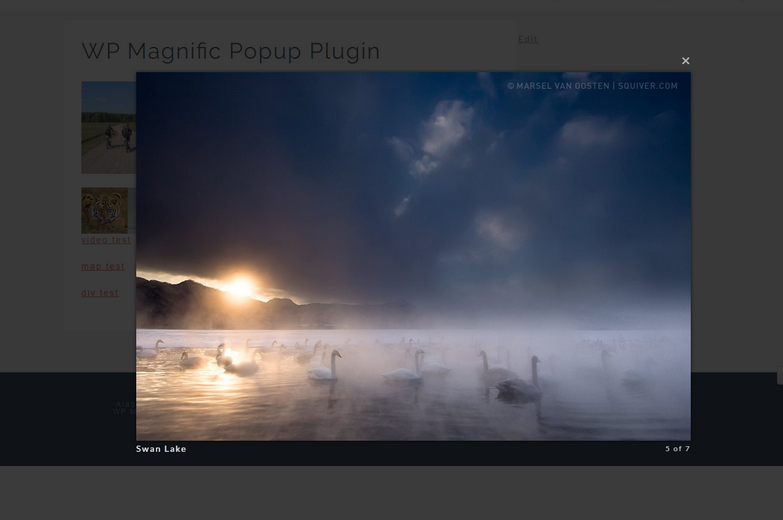 WP Magnific Popup Plugin
Edit
×
© MARSEL VAN OOSTEN | SQUIVER.COM
video test
map test
div test
Swan Lake
5 of 7